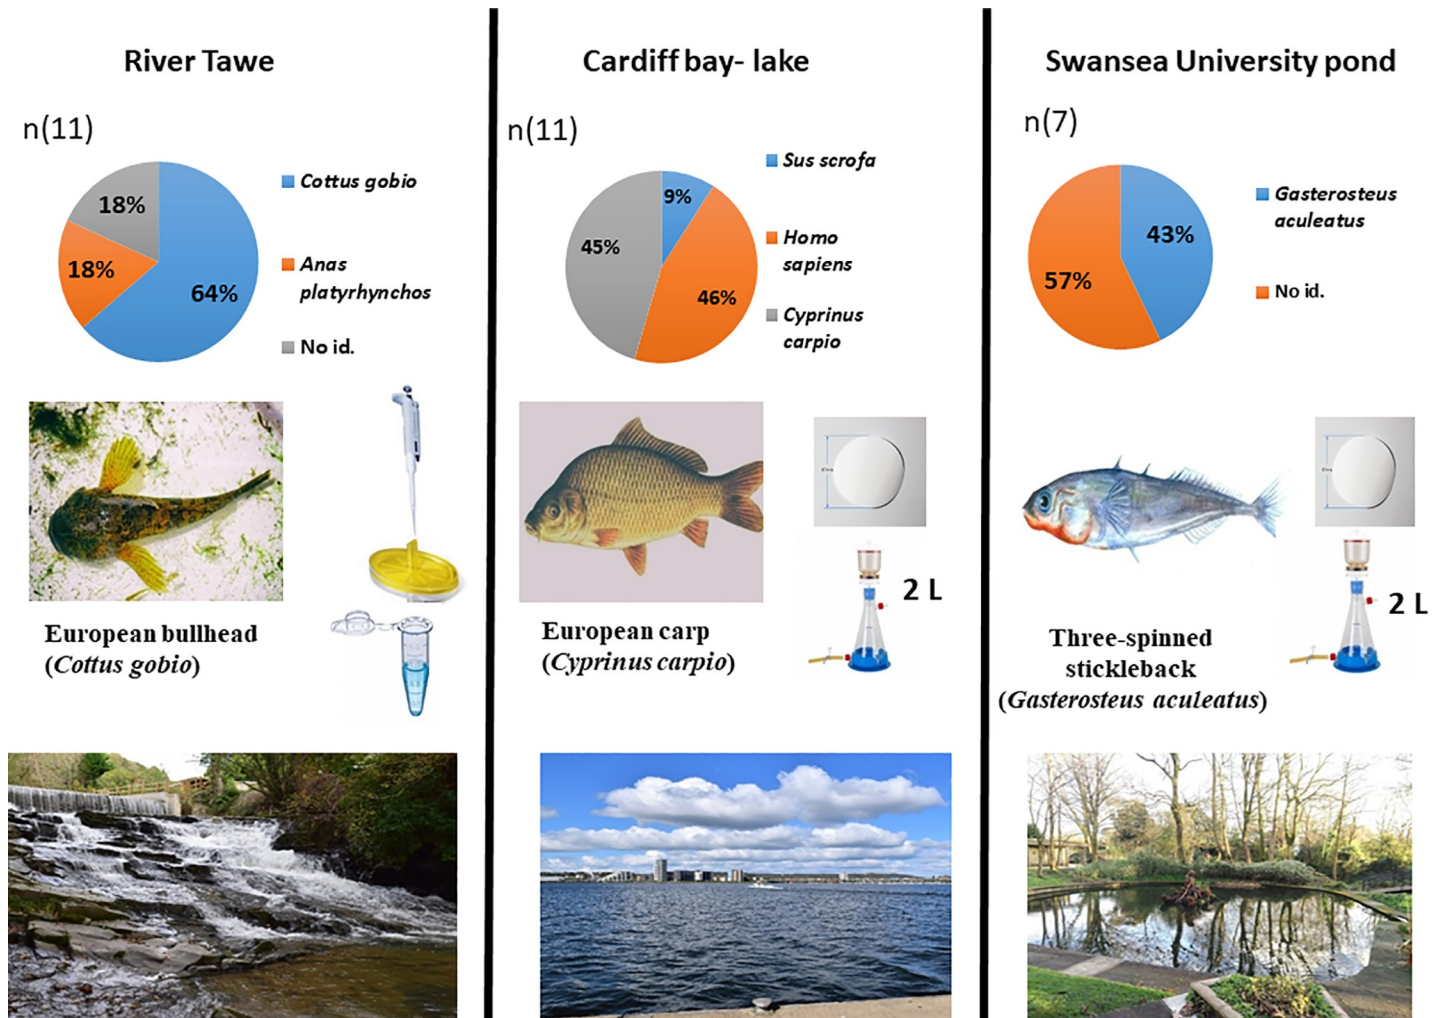 River Tawe
n(11)
18%
18%
64%
Cottus gobio
Anas
platyrhynchos
No id.
European bullhead
(Cottus gobio)
Cardiff bay- lake
n(11)
9%
45%
46%
Sus scrofa
Homo
sapiens
Cyprinus
carpio
2 L
European carp
(Cyprinus carpio)
Swansea University pond
n(7)
43%
57%
Gasterosteus
aculeatus
No id.
2 L
Three-spinned
stickleback
(Gasterosteus aculeatus)